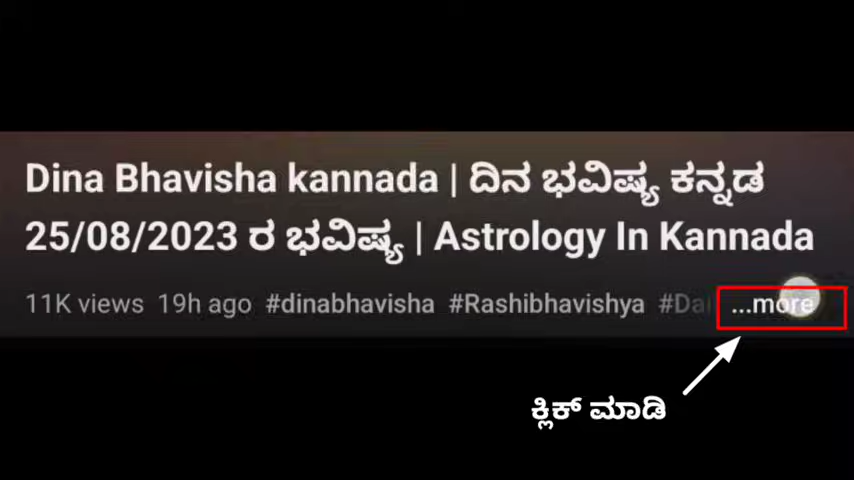 Dina Bhavisha kannada | ದಿನ ಭವಿಷ್ಯ ಕನ್ನಡ
25/08/2023 ರ ಭವಿಷ್ಯ | Astrology In Kannada
11K views 19h ago #dinabhavisha #Rashibhavishya #Dai ...more
ಕ್ಲಿಕ್ ಮಾಡಿ